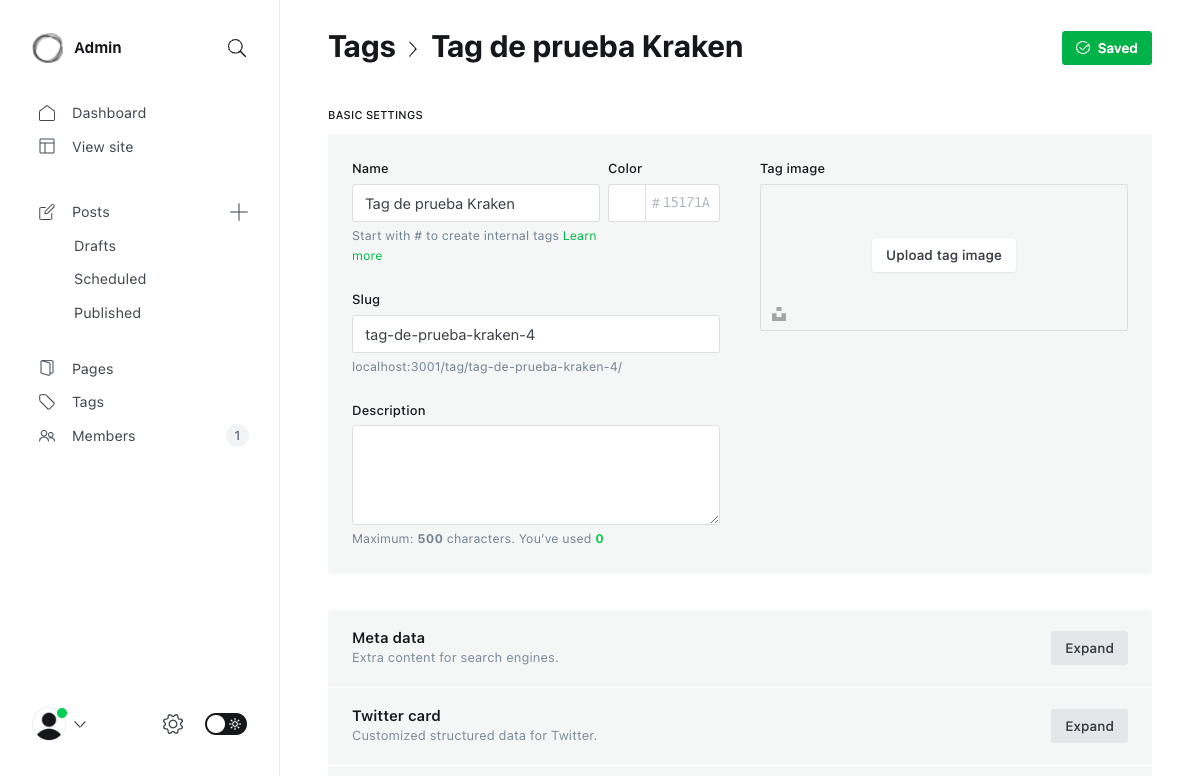 Admin
Dashboard
View site
Posts
Drafts
Scheduled
Published
Pages
Tags
Members 1
Tags > Tag de prueba Kraken
Saved
BASIC SETTINGS
Name
Tag de prueba Kraken
Start with # to create internal tags Learn
more
Color
# 15171A
Slug
tag-de-prueba-kraken-4
localhost:3001/tag/tag-de-prueba-kraken-4/
Description
Maximum: 500 characters. You've used 0
Tag image
Upload tag image
Meta data
Extra content for search engines.
Expand
Twitter card
Customized structured data for Twitter.
Expand